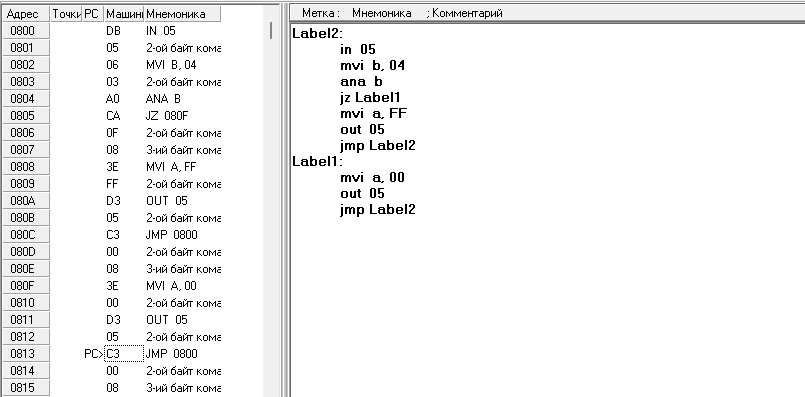 Адрес Точки PC Машин Мнемоника
0800 DB IN 05
0801 05 2-ой байт кома
0802 06 MVI B, 04
0803 03 2-ой байт кома
0804 A0 ANA B
0805 CA JZ 080F
0806 0F 2-ой байт кома
0807 08 3-ий байт кома
0808 3E MVI A, FF
0809 FF 2-ой байт кома
080A D3 OUT 05
080B 05 2-ой байт кома
080C C3 JMP 0800
080D 00 2-ой байт кома
080E 08 3-ий байт кома
080F 3E MVI A, 00
0810 00 2-ой байт кома
0811 D3 OUT 05
0812 05 2-ой байт кома
0813 PC> C3 JMP 0800
0814 00 2-ой байт кома
0815 08 3-ий байт кома
Метка : Мнемоника ; Комментарий
Label2:
in 05
mvi b, 04
ana b
jz Label1
mvi a, FF
out 05
jmp Label2
Label1:
mvi a, 00
out 05
jmp Label2